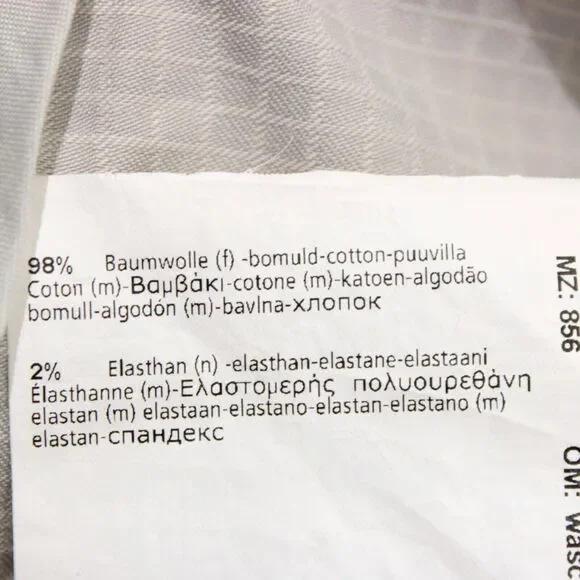 98% Baumwolle (f) -bomuld-cotton-puuvilla
Coton (m)-Βαμβάκι-cotone (m)-katoen-algodão
bomull-algodón (m)-bavlna-хлопок
2% Elasthan (n) -elasthan-elastane-elastaani
Élasthanne (m)-Ελαστομερής πολυουρεθάνη
elastan (m) elastaan-elastano-elastan-elastano (m)
elastan-спандекс
MZ: 856
OM: